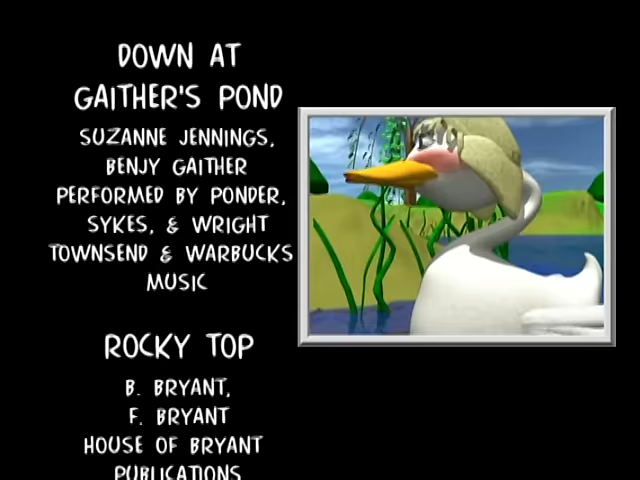 DOWN AT
GAITHER'S POND
SUZANNE JENNINGS,
BENJY GAITHER
PERFORMED BY PONDER,
SYKES, & WRIGHT
TOWNSEND & WARBUCKS
MUSIC
ROCKY TOP
B. BRYANT,
F. BRYANT
HOUSE OF BRYANT
PUBLICATIONS